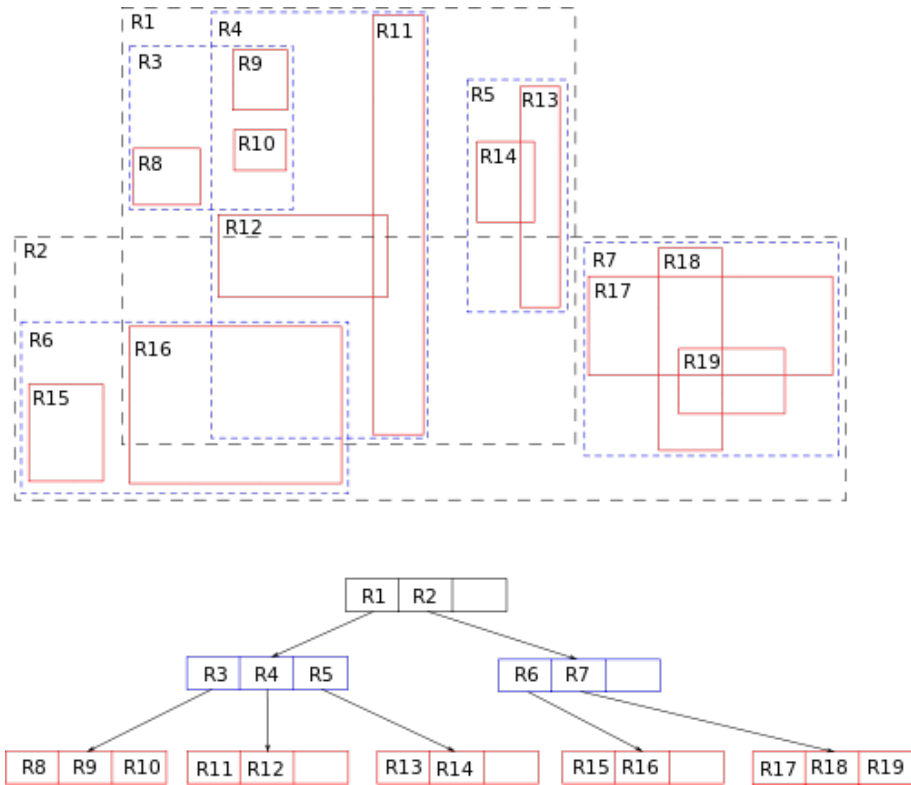 R1
R4
R11
R3
R9
R5
R13
R10
R14
R8
R12
R2
R7
R18
R17
R6
R16
R19
R15
R1 R2
R3 R4 R5
R6 R7
R8 R9 R10
R11 R12
R13 R14
R15 R16
R17 R18 R19